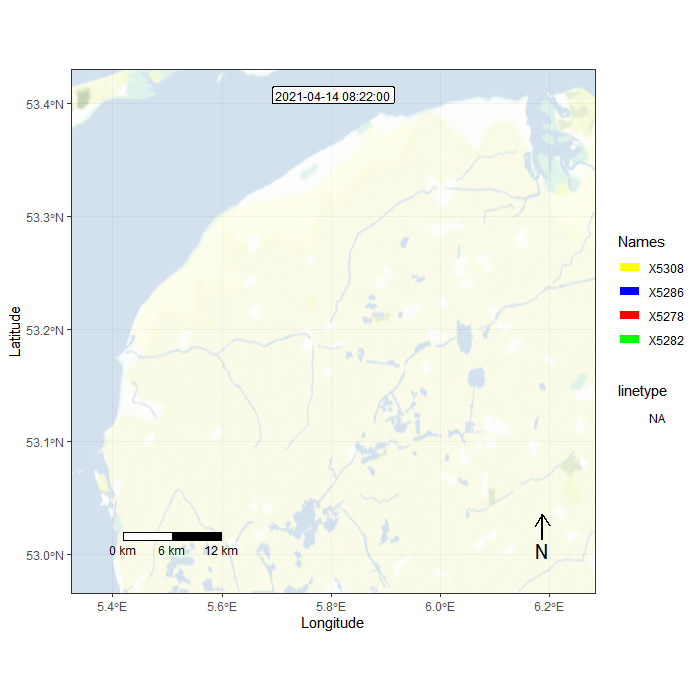 2021-04-14 08:22:00
53.4°N
53.3°N
53.2°N
53.1°N
53.0°N
Latitude
0 km 6 km 12 km
N
5.4°E 5.6°E 5.8°E 6.0°E 6.2°E
Longitude
Names
X5308
X5286
X5278
X5282
linetype
NA